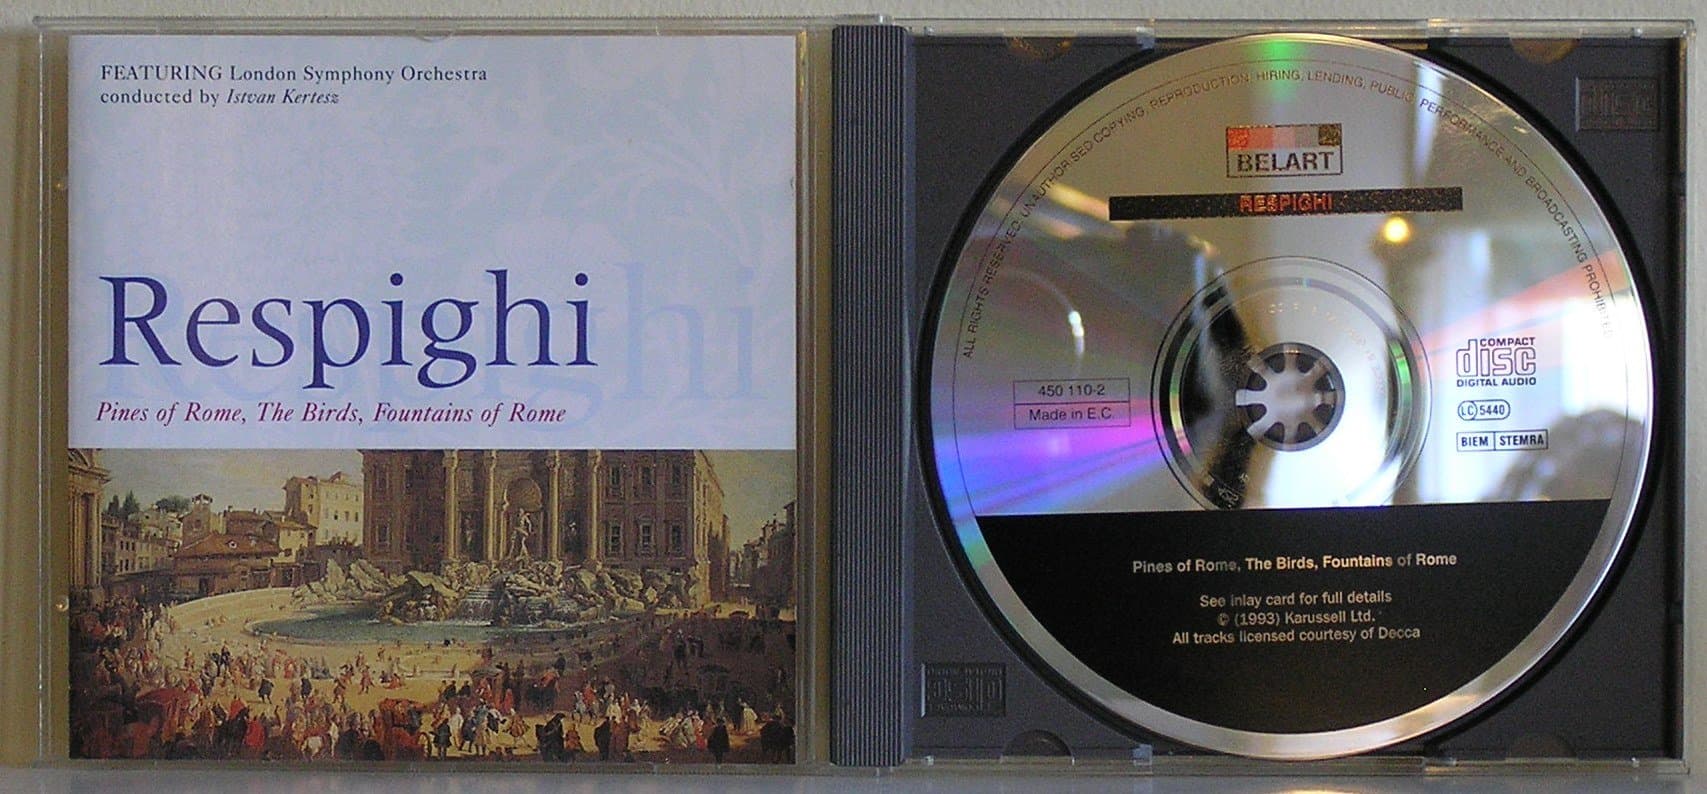 FEATURING London Symphony Orchestra
conducted by Istvan Kertesz
Respighi
Pines of Rome, The Birds, Fountains of Rome
ALL RIGHTS RESERVED. UNAUTHORISED COPYING, REPRODUCTION, HIRING, LENDING, PUBLIC PERFORMANCE AND BROADCASTING PROHIBITED
BELART
RESPIGHI
450 110-2
Made in E.C.
COMPACT
disc
DIGITAL AUDIO
LC 5440
BIEM STEMRA
Pines of Rome, The Birds, Fountains of Rome
See inlay card for full details
© (1993) Karussell Ltd.
All tracks licensed courtesy of Decca